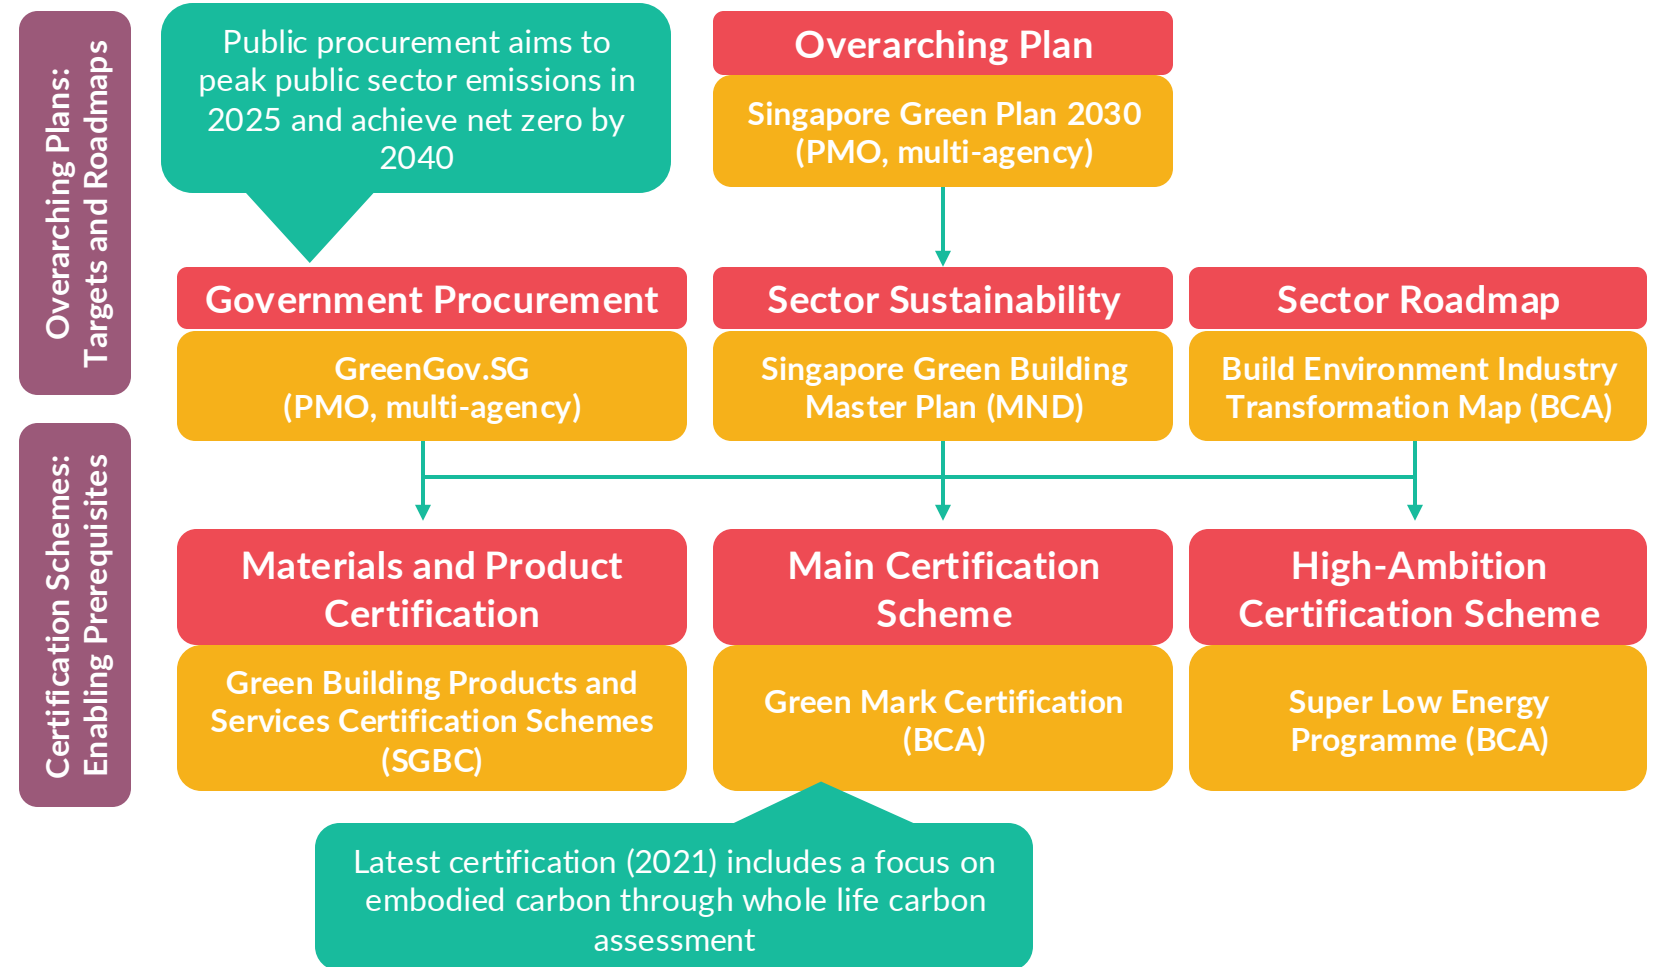 Overarching Plans:
Targets and Roadmaps
Public procurement aims to
peak public sector emissions in
2025 and achieve net zero by
2040
Overarching Plan
Singapore Green Plan 2030
(PMO, multi-agency)
Government Procurement
GreenGov.SG
(PMO, multi-agency)
Sector Sustainability
Singapore Green Building
Master Plan (MND)
Sector Roadmap
Build Environment Industry
Transformation Map (BCA)
Certification Schemes:
Enabling Prerequisites
Materials and Product
Certification
Green Building Products and
Services Certification Schemes
(SGBC)
Main Certification
Scheme
Green Mark Certification
(BCA)
High-Ambition
Certification Scheme
Super Low Energy
Programme (BCA)
Latest certification (2021) includes a focus on
embodied carbon through whole life carbon
assessment